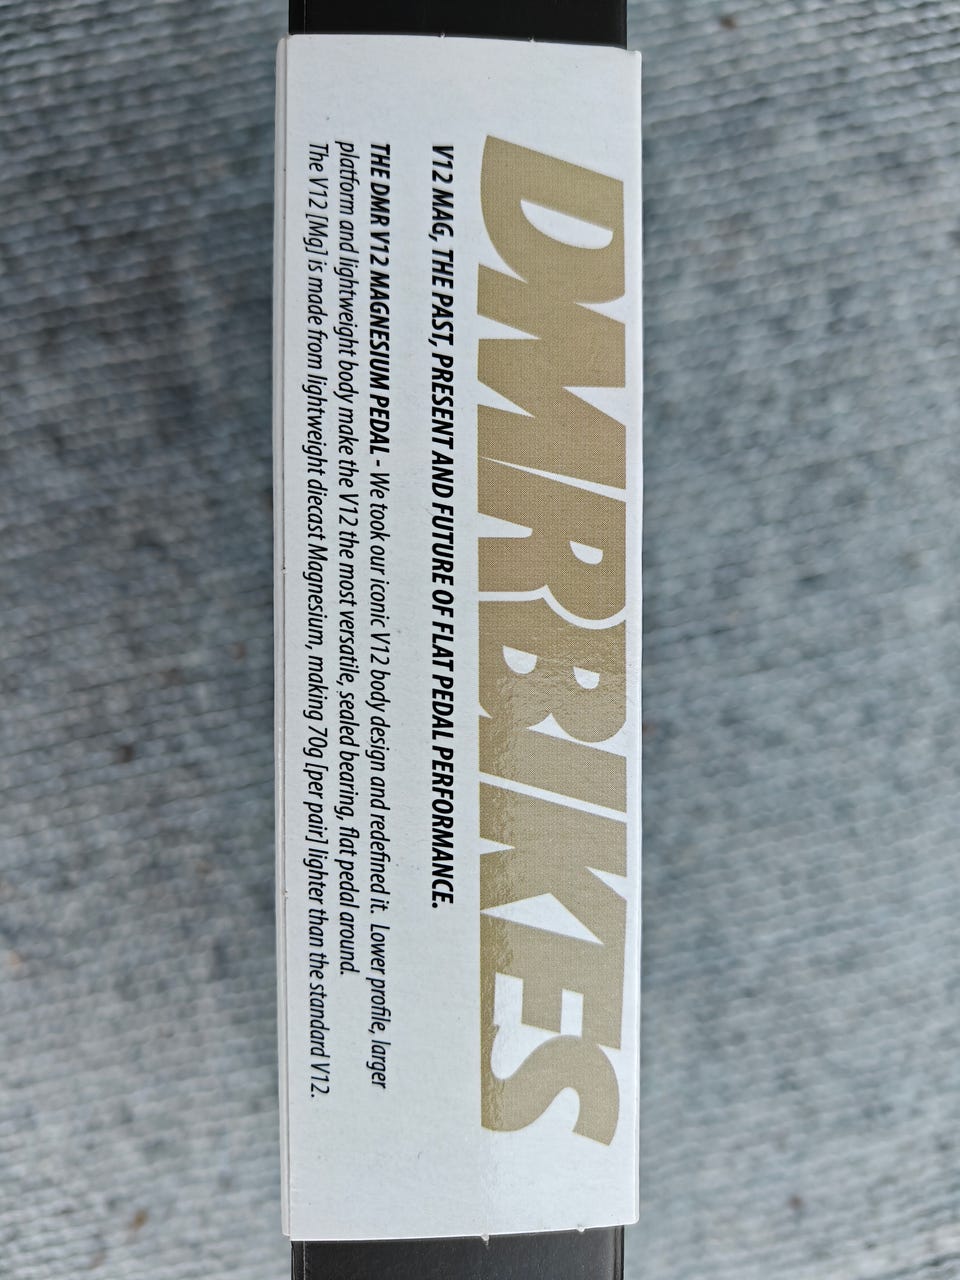 DMRBIKES
V12 MAG, THE PAST, PRESENT AND FUTURE OF FLAT PEDAL PERFORMANCE.
THE DMR V12 MAGNESIUM PEDAL - We took our iconic V12 body design and redefined it. Lower profile, larger
platform and lightweight body make the V12 the most versatile, sealed bearing, flat pedal around.
The V12 [Mg] is made from lightweight diecast Magnesium, making 70g [per pair] lighter than the standard V12.